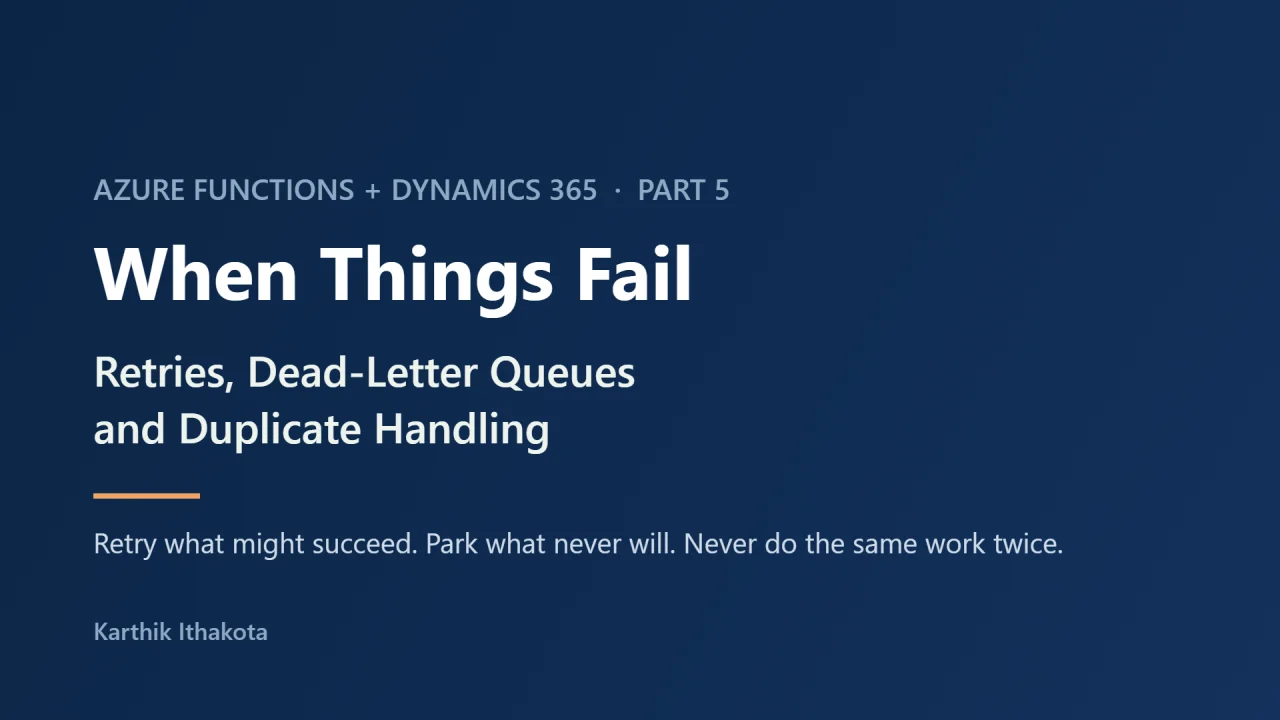 AZURE FUNCTIONS + DYNAMICS 365 · PART 5
When Things Fail
Retries, Dead-Letter Queues
and Duplicate Handling
Retry what might succeed. Park what never will. Never do the same work twice.
Karthik Ithakota